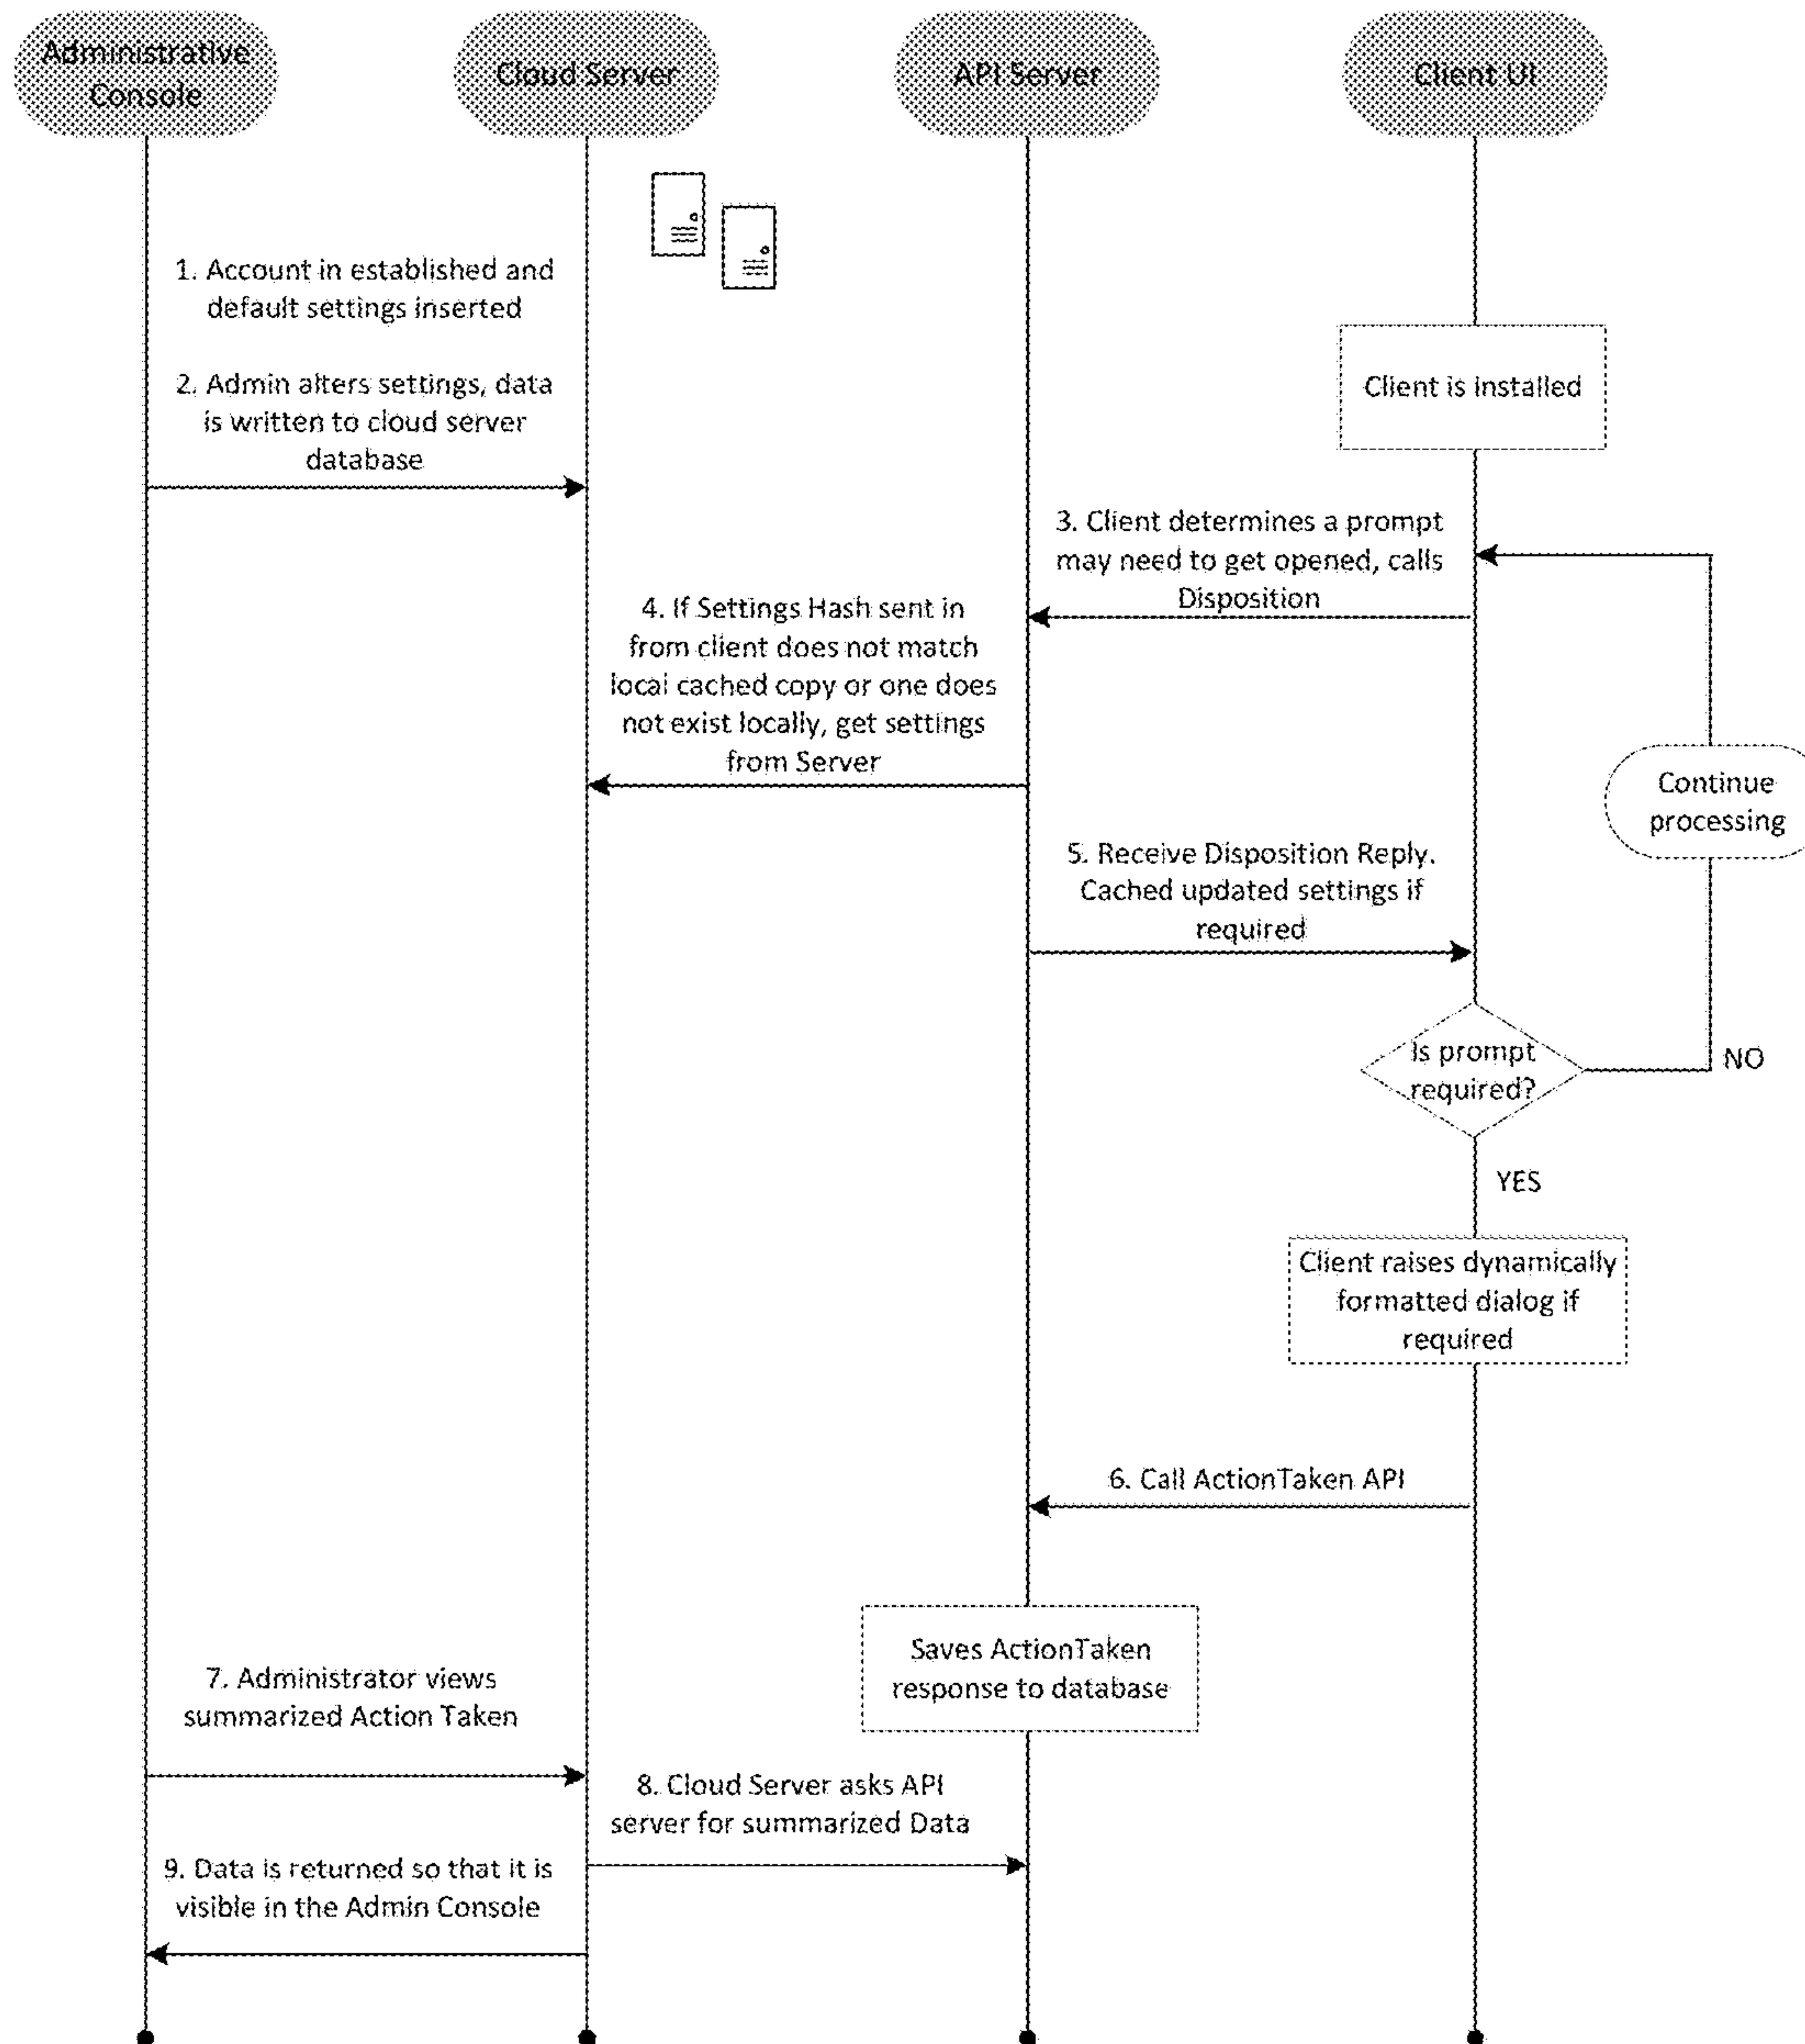 Administrative
Console
Cloud Server
API Server
Client UI
1. Account in established and
default settings inserted
2. Admin alters settings, data
is written to cloud server
database
Client is installed
3. Client determines a prompt
may need to get opened, calls
Disposition
4. If Settings Hash sent in
from client does not match
local cached copy or one does
not exist locally, get settings
from Server
Continue
processing
5. Receive Disposition Reply.
Cached updated settings if
required
Is prompt
required?
NO
YES
Client raises dynamically
formatted dialog if
required
6. Call ActionTaken API
Saves ActionTaken
response to database
7. Administrator views
summarized Action Taken
8. Cloud Server asks API
server for summarized Data
9. Data is returned so that it is
visible in the Admin Console